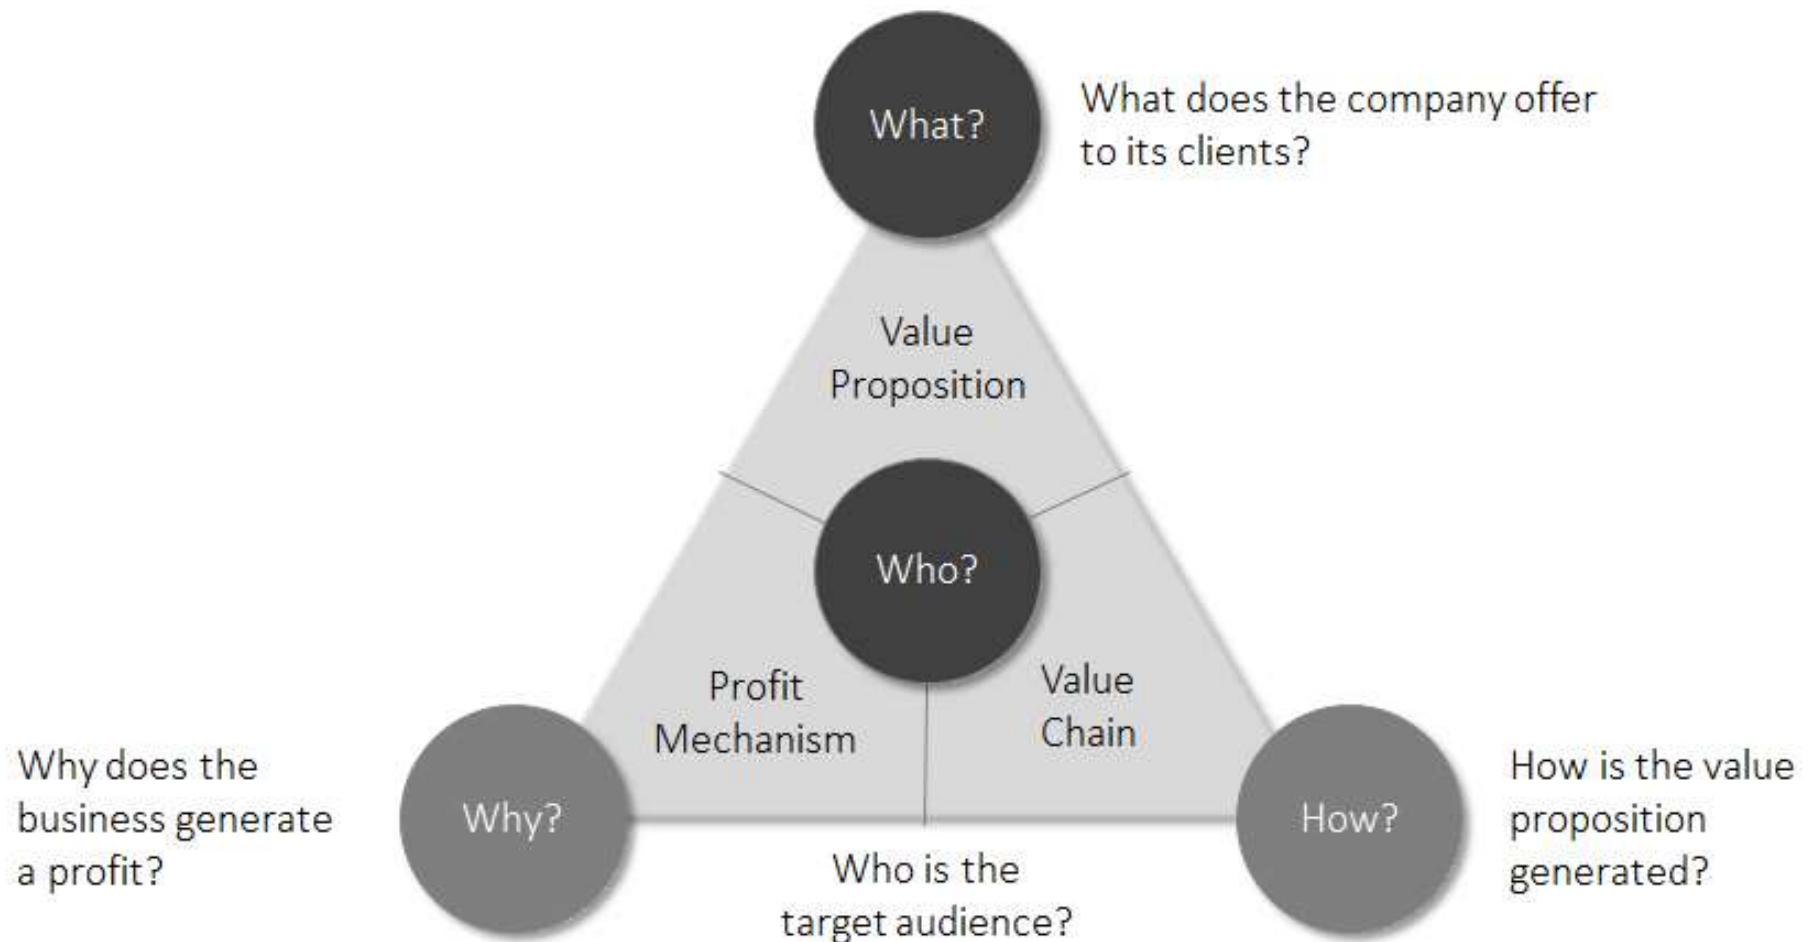 What?
What does the company offer
to its clients?
Value
Proposition
Who?
Profit
Mechanism
Value
Chain
Why does the
business generate
a profit?
Why?
How?
How is the value
proposition
generated?
Who is the
target audience?